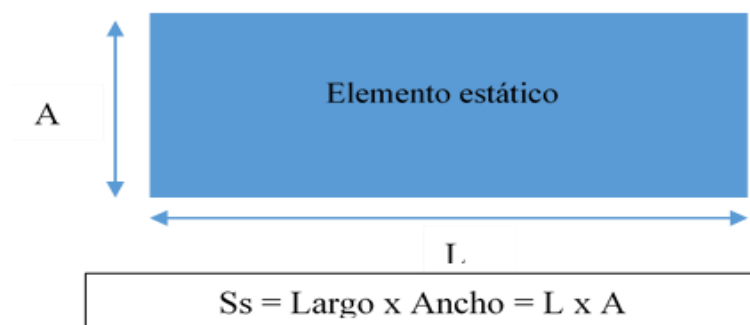 Elemento estático
A
L
Ss = Largo x Ancho = L x A